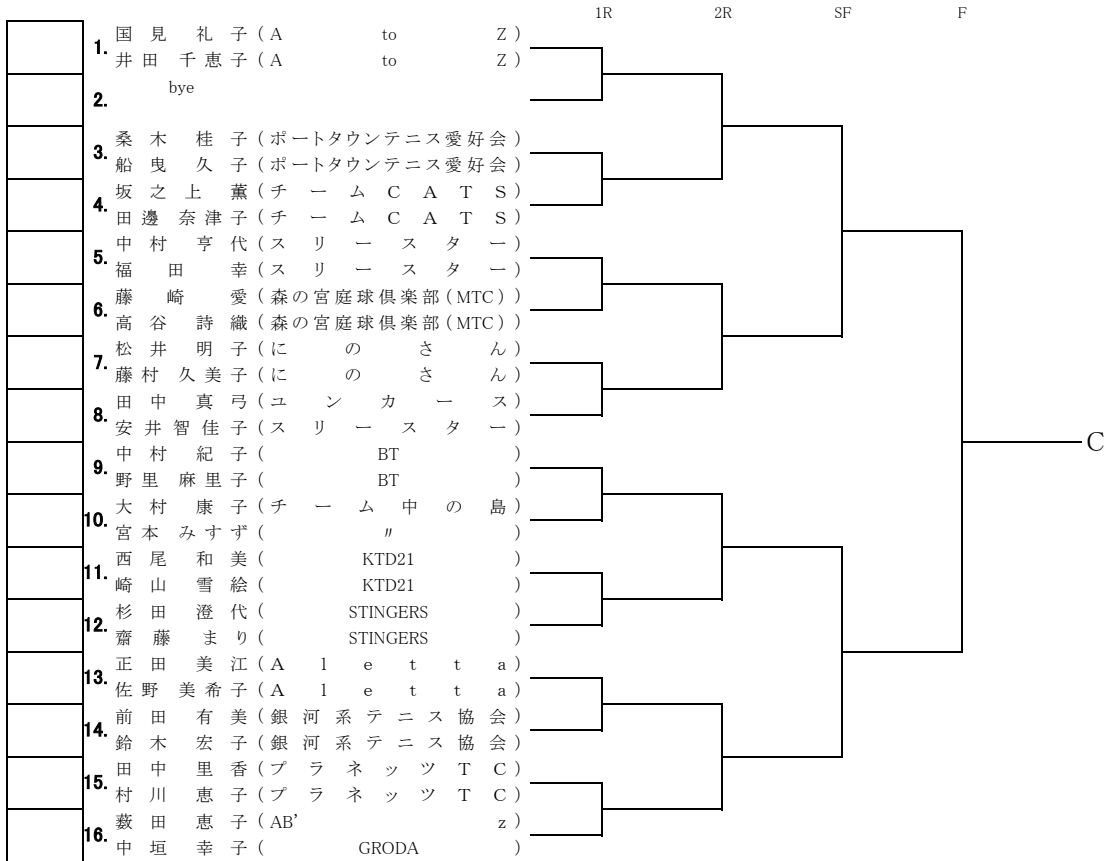 1R 2R SF F
1. 国見 礼子 (A to Z)
井田 千恵子 (A to Z)
2. bye
3. 桑木 桂子 (ポートタウンテニス愛好会)
船曳 久子 (ポートタウンテニス愛好会)
4. 坂之上 薫 (チームCATS)
田邊 奈津子 (チームCATS)
5. 中村 亨代 (スリースター)
福田 幸 (スリースター)
6. 藤崎 愛 (森の宮庭球倶楽部(MTC))
高谷 詩織 (森の宮庭球倶楽部(MTC))
7. 松井 明子 (にのさん)
藤村 久美子 (にのさん)
8. 田中 真弓 (ユンカース)
安井 智佳子 (スリースター)
9. 中村 紀子 (BT)
野里 麻里子 (BT)
10. 大村 康子 (チーム中の島)
宮本 みすず (〃)
11. 西尾 和美 (KTD21)
崎山 雪絵 (KTD21)
12. 杉田 澄代 (STINGERS)
齋藤 まり (STINGERS)
13. 正田 美江 (Aletta)
佐野 美希子 (Aletta)
14. 前田 有美 (銀河系テニス協会)
鈴木 宏子 (銀河系テニス協会)
15. 田中 里香 (プラネッツTC)
村川 恵子 (プラネッツTC)
16. 薮田 恵子 (AB'z)
中垣 幸子 (GRODA)
C